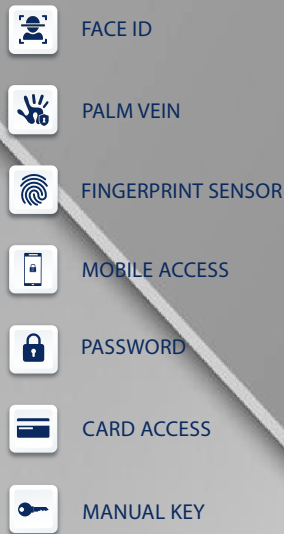 FACE ID
PALM VEIN
FINGERPRINT SENSOR
MOBILE ACCESS
PASSWORD
CARD ACCESS
MANUAL KEY